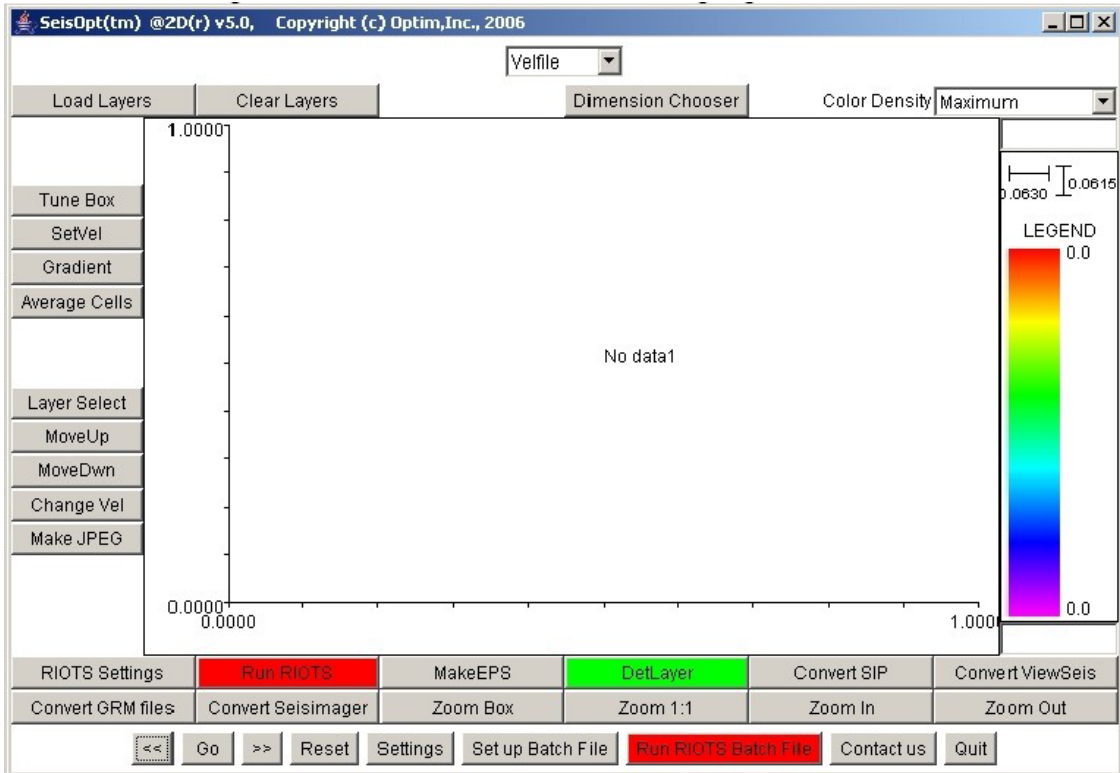 SeisOpt(tm) @2D(r) v5.0, Copyright (c) Optim,Inc., 2006
Velfile
Load Layers Clear Layers Dimension Chooser Color Density Maximum
1.0000
0.0630 0.0615
Tune Box
SetVel
LEGEND
0.0
Gradient
Average Cells
No data1
Layer Select
MoveUp
MoveDwn
Change Vel
Make JPEG
0.0000 0.0
0.0000 1.000
RIOTS Settings Run RIOTS MakeEPS DetLayer Convert SIP Convert ViewSeis
Convert GRM files Convert Seisimager Zoom Box Zoom 1:1 Zoom In Zoom Out
<< Go >> Reset Settings Set up Batch File Run RIOTS Batch File Contact us Quit